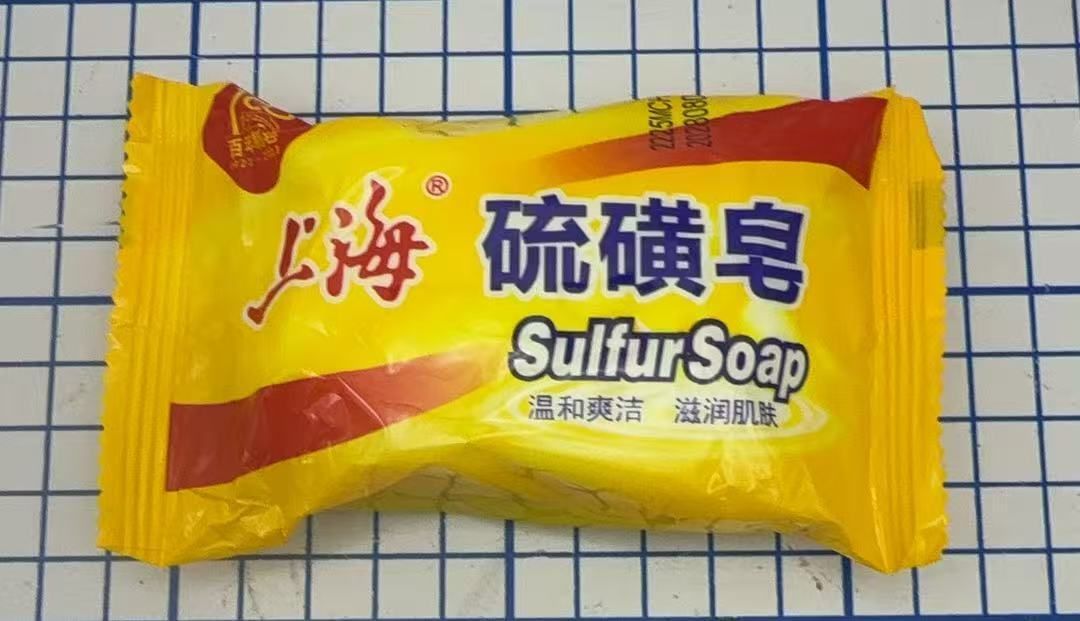 上海®
硫磺皂
Sulfur Soap
温和爽洁 滋润肌肤